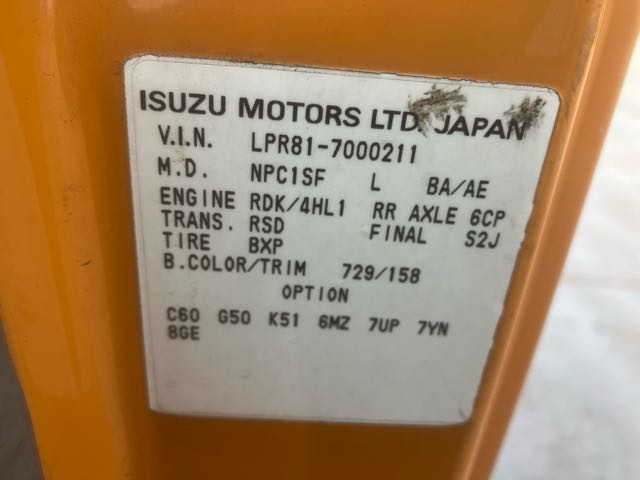 ISUZU MOTORS LTD. JAPAN
V.I.N. LPR81-7000211
M.D. NPC1SF L BA/AE
ENGINE RDK/4HL1 RR AXLE 6CP
TRANS. RSD FINAL S2J
TIRE BXP
B.COLOR/TRIM 729/158
OPTION
C60 G50 K51 6MZ 7UP 7YN
8GE